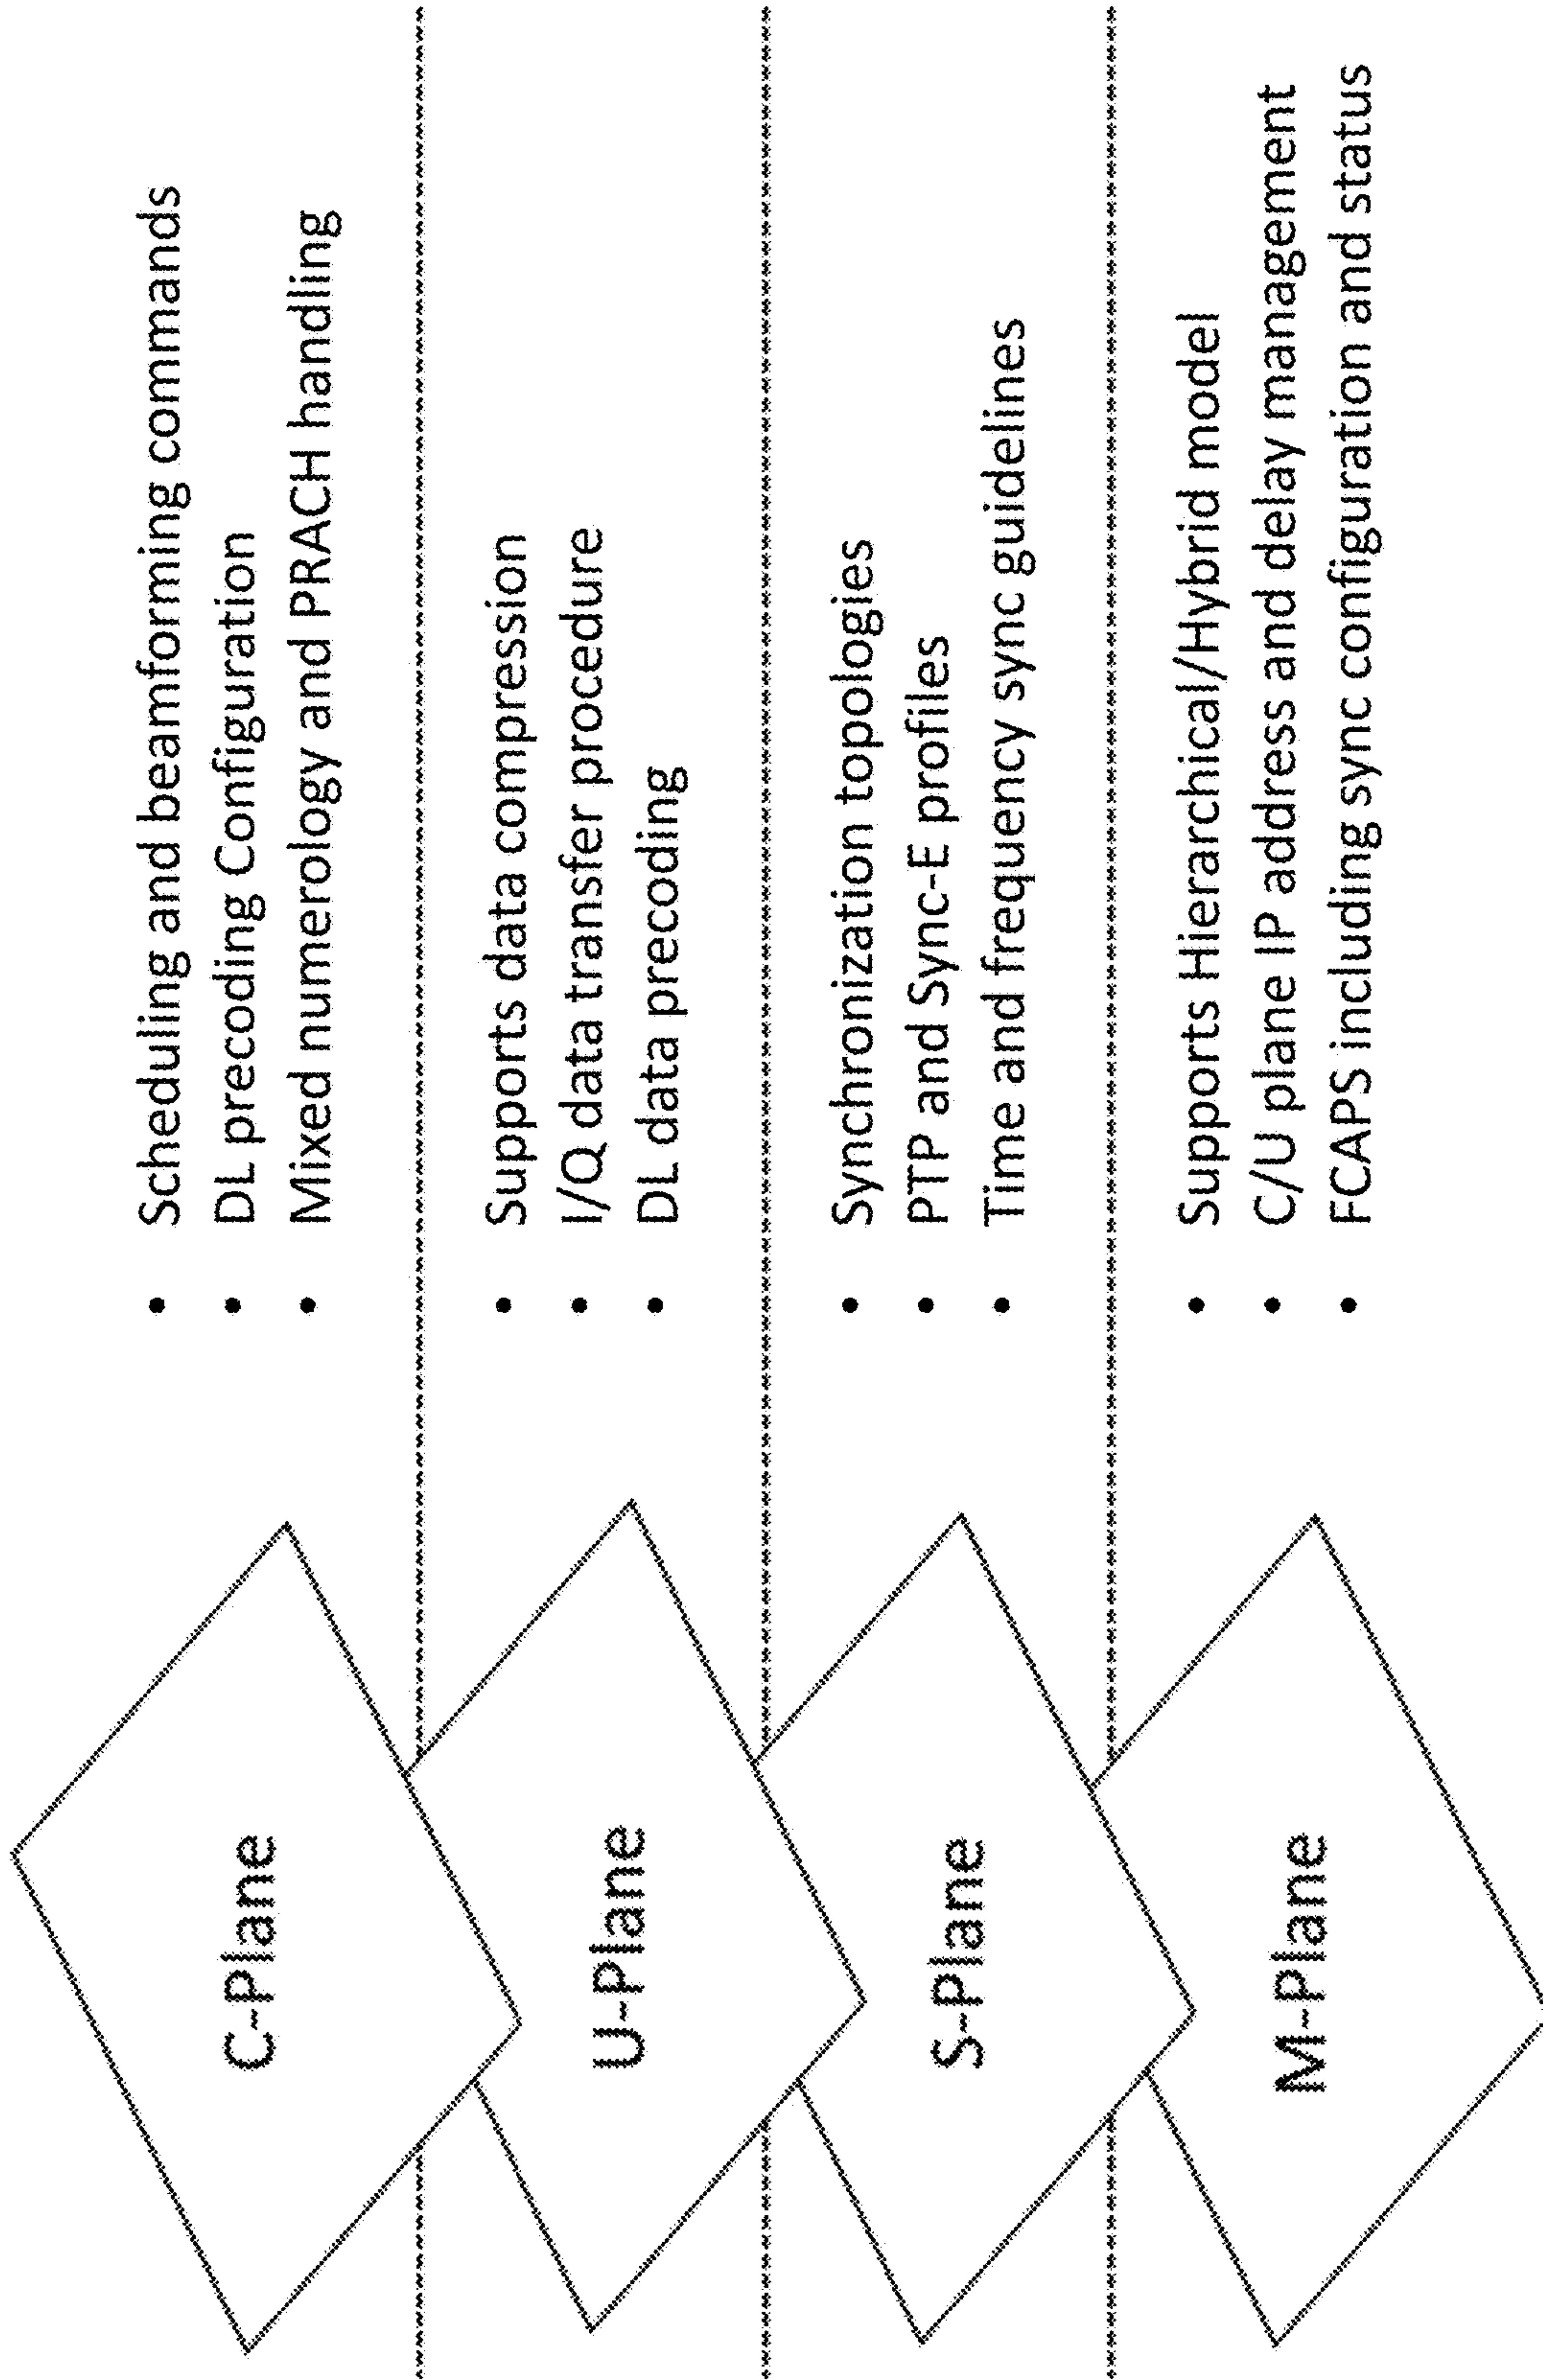 C-Plane
• Scheduling and beamforming commands
• DL precoding Configuration
• Mixed numerology and PRACH handling
U-Plane
• Supports data compression
• I/Q data transfer procedure
• DL data precoding
S-Plane
• Synchronization topologies
• PTP and Sync-E profiles
• Time and frequency sync guidelines
M-Plane
• Supports Hierarchical/Hybrid model
• C/U plane IP address and delay management
• FCAPS including sync configuration and status